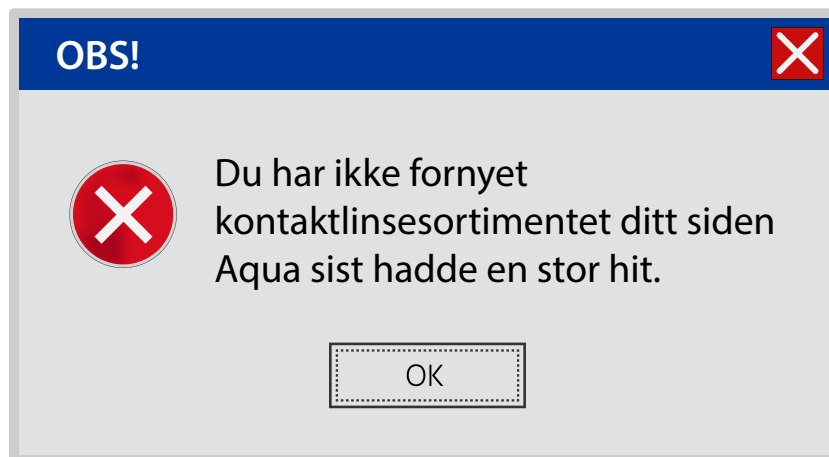 OBS!
Du har ikke fornyet
kontaktlinsesortimentet ditt siden
Aqua sist hadde en stor hit.
OK